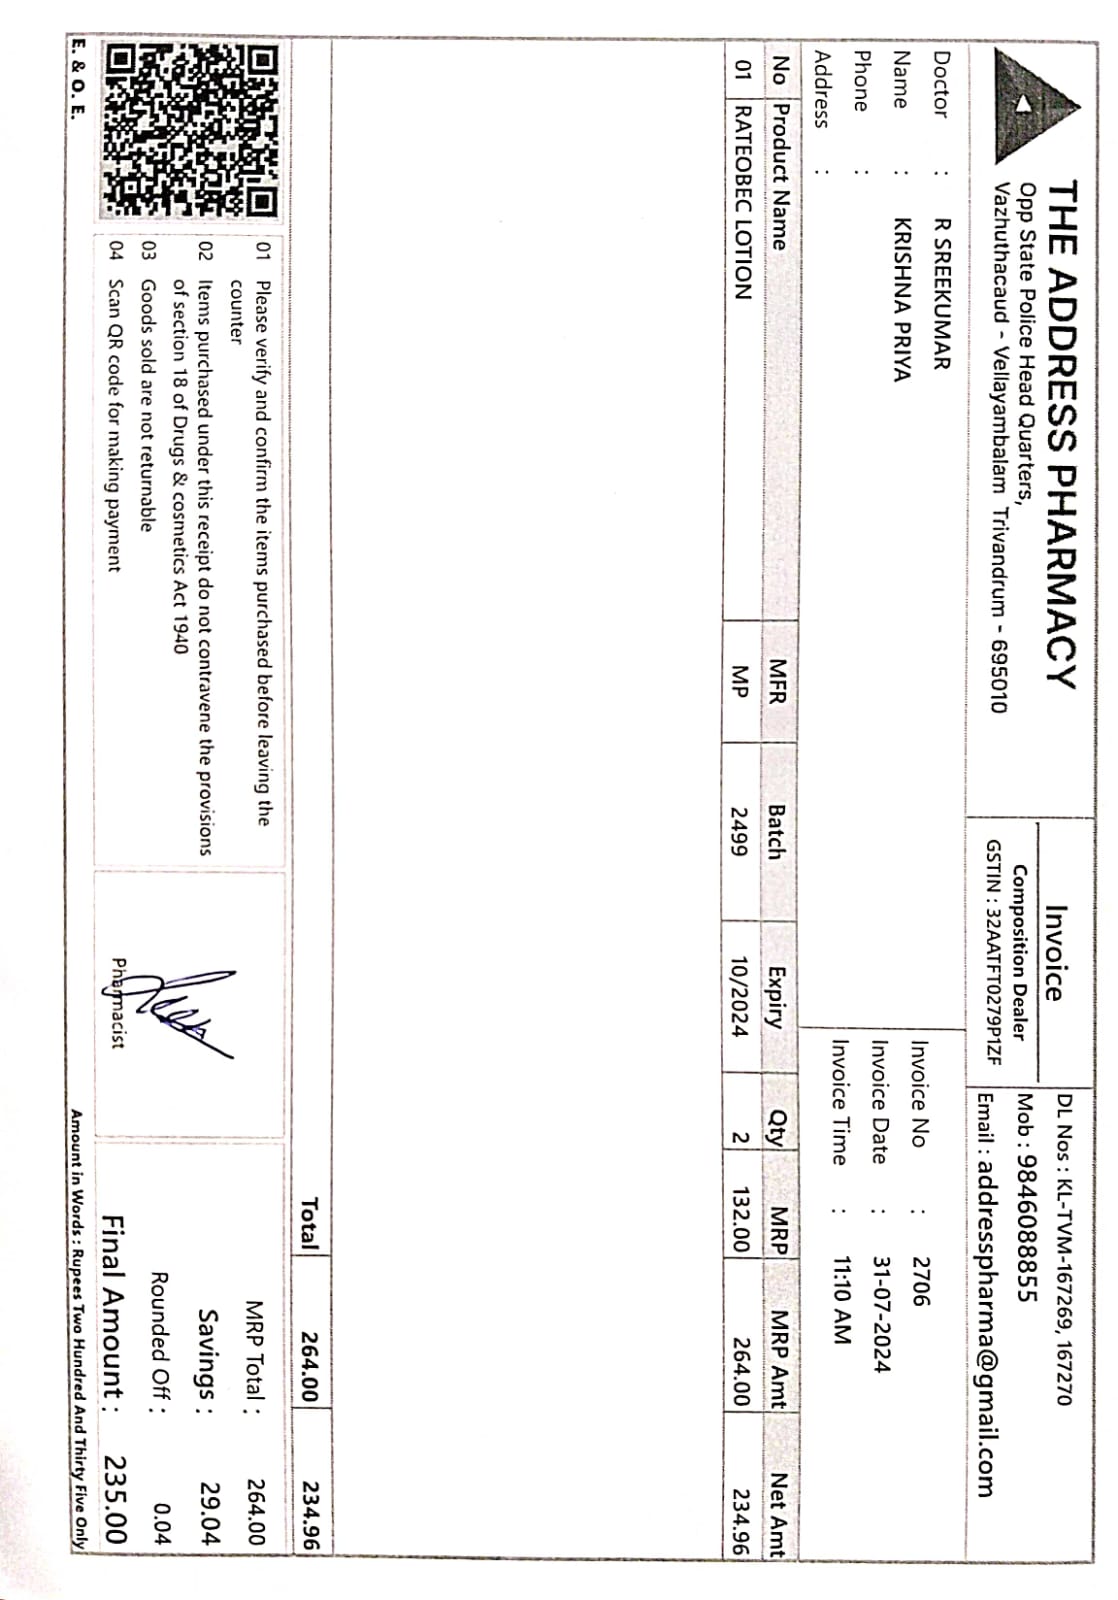 THE ADDRESS PHARMACY
Opp State Police Head Quarters,
Vazhuthacaud - Vellayambalam Trivandrum - 695010
Invoice
Composition Dealer
GSTIN : 32AATFT0279P1ZF
DL Nos : KL-TVM-167269, 167270
Mob : 9846088855
Email : addresspharma@gmail.com
Doctor : R SREEKUMAR
Name : KRISHNA PRIYA
Phone :
Address :
Invoice No : 2706
Invoice Date : 31-07-2024
Invoice Time : 11:10 AM
No Product Name MFR Batch Expiry Qty MRP MRP Amt Net Amt
01 RATEOBEC LOTION MP 2499 10/2024 2 132.00 264.00 234.96
Total 264.00 234.96
01 Please verify and confirm the items purchased before leaving the
counter
02 Items purchased under this receipt do not contravene the provisions
of section 18 of Drugs & cosmetics Act 1940
03 Goods sold are not returnable
04 Scan QR code for making payment
Pharmacist
MRP Total : 264.00
Savings : 29.04
Rounded Off : 0.04
Final Amount : 235.00
E. & O. E.
Amount in Words : Rupees Two Hundred And Thirty Five Only